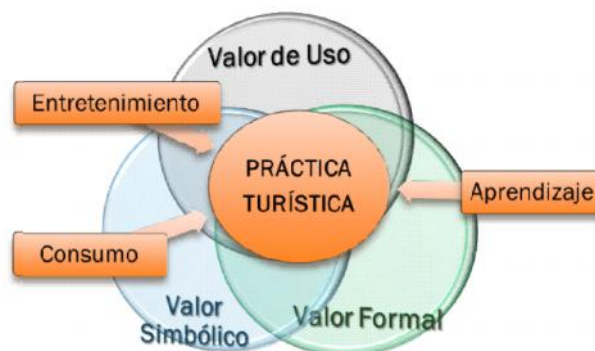 Valor de Uso
Entretenimiento
PRÁCTICA
TURÍSTICA
Aprendizaje
Consumo
Valor
Simbólico
Valor Formal